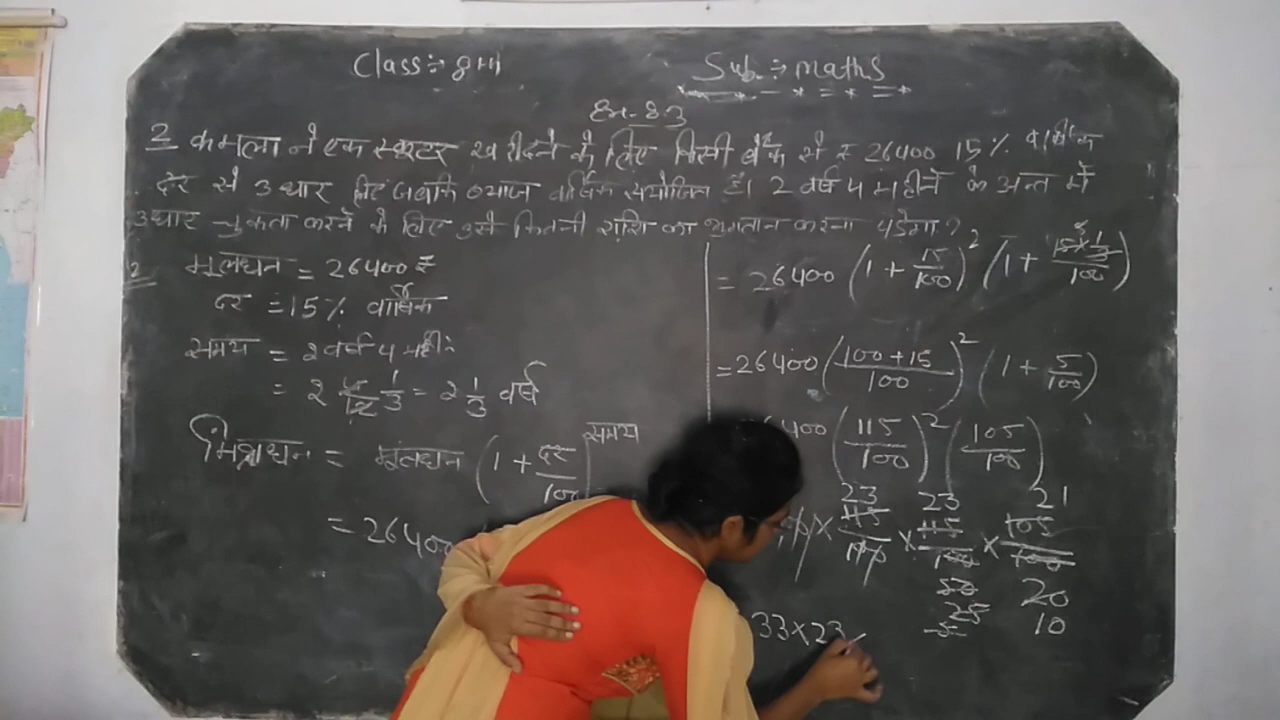 Class:- 8th
Sub. :- maths
Ex-8.3
2 कमला ने एक स्कूटर खरीदने के लिए किसी बैंक से ₹ 26400 15% वार्षिक
दर से उधार लिए जबकि ब्याज वार्षिक संयोजित है। 2 वर्ष 4 महीने के अन्त में
उधार चुकता करने के लिए उसे कितनी राशि का भुगतान करना पड़ेगा?
मूलधन = 26400 ₹
दर = 15% वार्षिक
समय = 2 वर्ष 4
= 2 4/12 1/3 = 2 1/3 वर्ष
मिश्रधन = मूलधन (1 + दर/100)^समय
= 26400
= 26400 (1 + 15/100)^2 (1 + 15×1/3/100)
= 26400 (100+15/100)^2 (1 + 5/100)
400 (115/100)^2 (105/100)
23 23 21
× 115/100 × 115/100 × 105/100
50 20
25 10
5
33×23